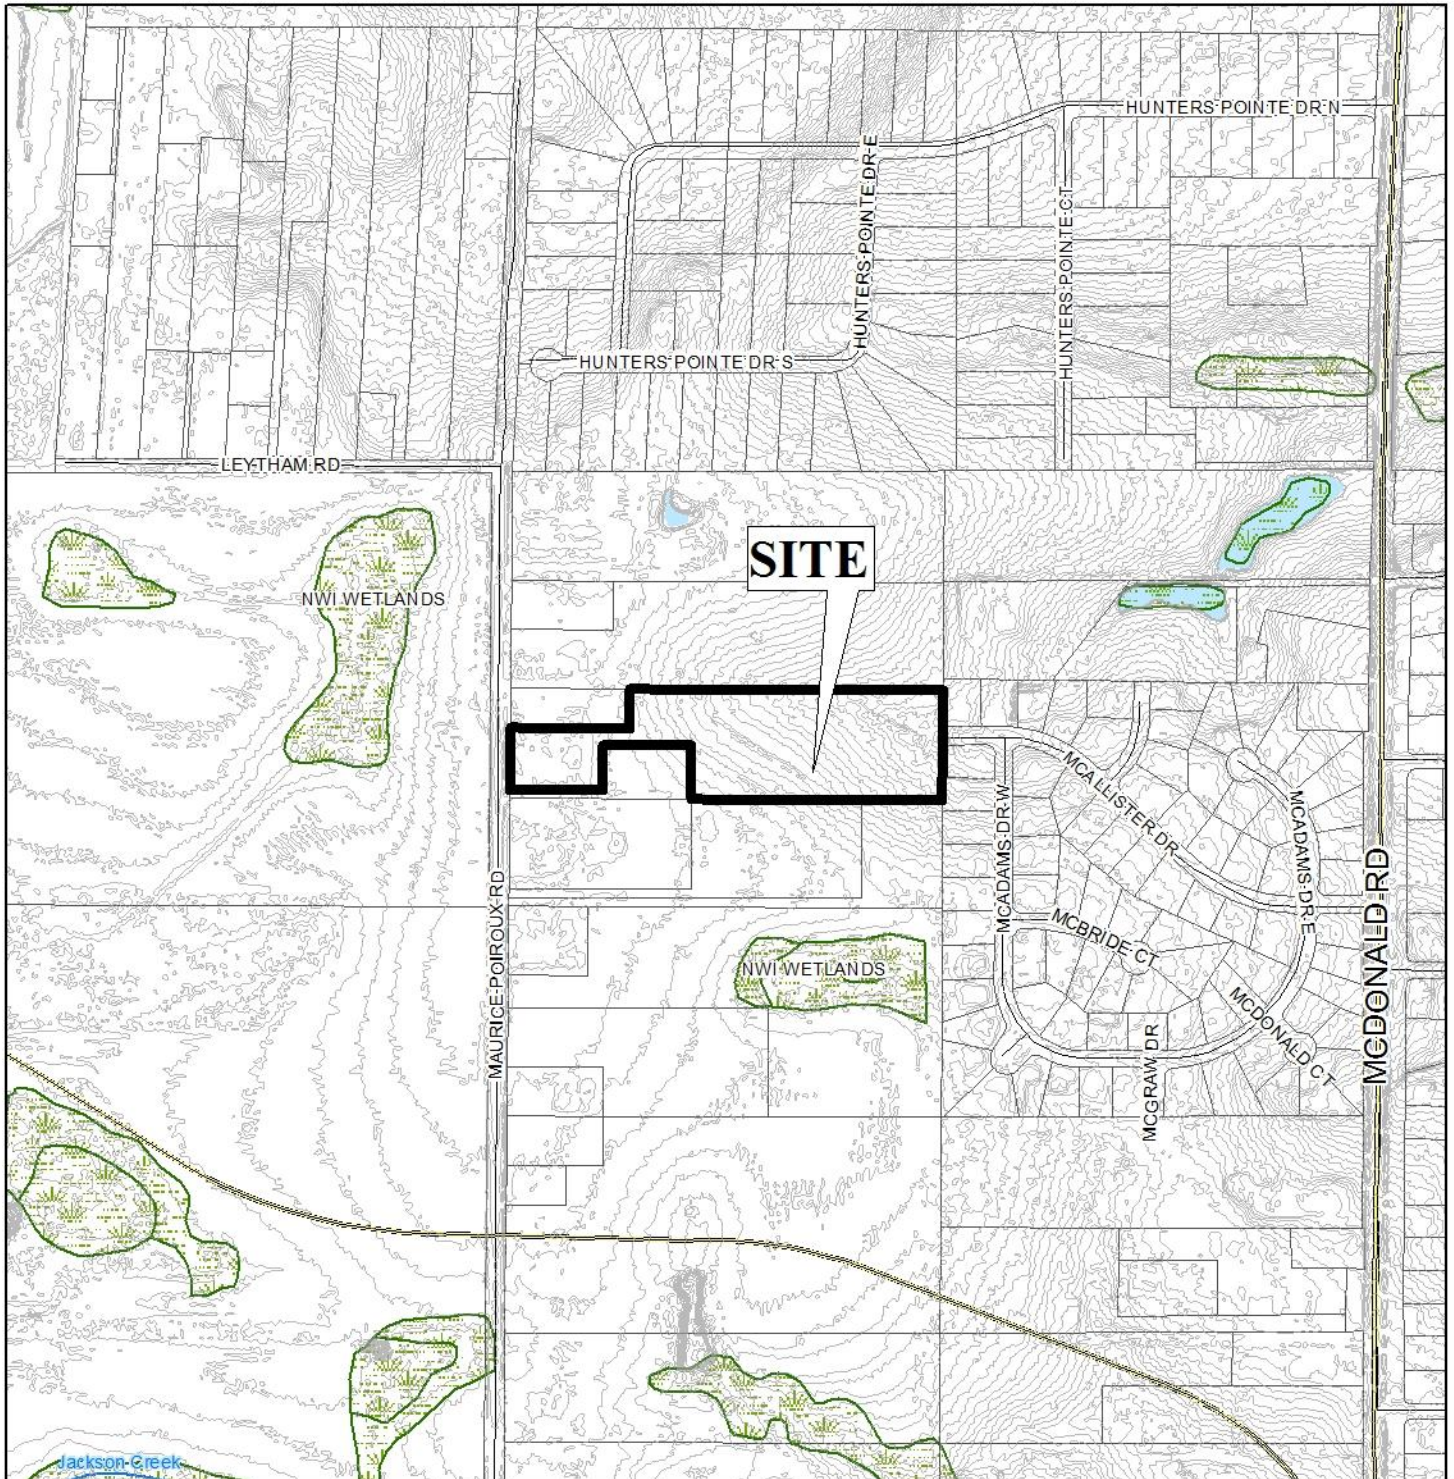 HUNTERS POINTE DR N
HUNTERS POINTE DR E
HUNTERS POINTE CT
HUNTERS POINTE DR S
LEYTHAM RD
SITE
NWI WETLANDS
MCALLISTER DR
MCADAMS DR W
MCADAMS DR E
MAURICE POIROUX RD
MCBRIDE CT
MCDONALD RD
NWI WETLANDS
MCDONALD CT
MCGRAW DR
Jackson Creek